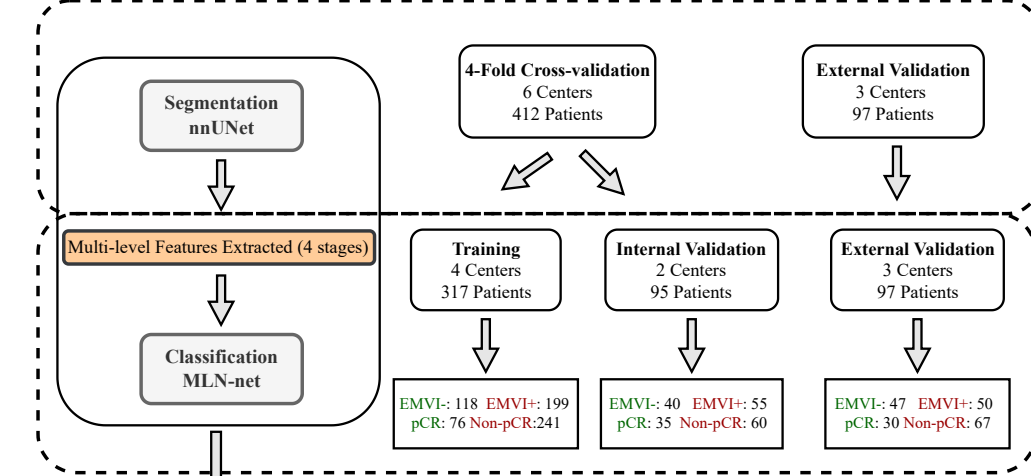 Segmentation
nnUNet
4-Fold Cross-validation
6 Centers
412 Patients
External Validation
3 Centers
97 Patients
Multi-level Features Extracted (4 stages)
Classification
MLN-net
Training
4 Centers
317 Patients
Internal Validation
2 Centers
95 Patients
External Validation
3 Centers
97 Patients
EMVI-: 118 EMVI+: 199
pCR: 76 Non-pCR:241
EMVI-: 40 EMVI+: 55
pCR: 35 Non-pCR: 60
EMVI-: 47 EMVI+: 50
pCR: 30 Non-pCR: 67